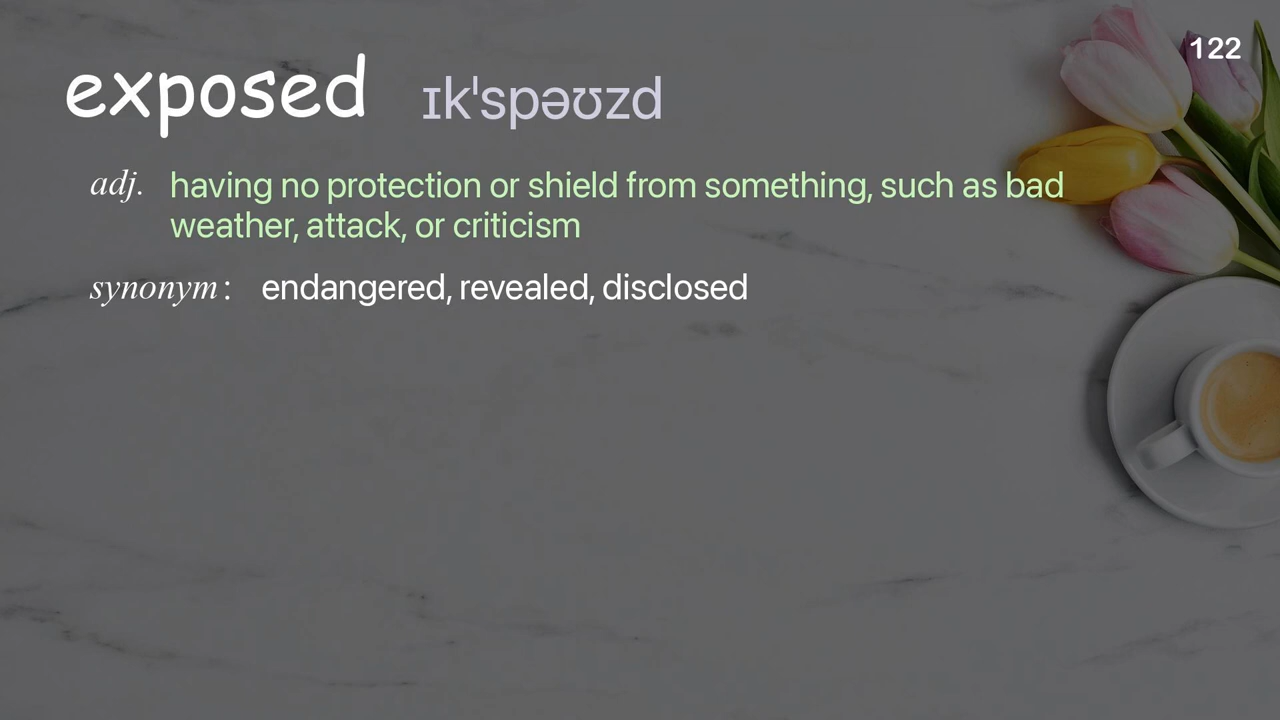 122
exposed ɪk'spəʊzd
adj. having no protection or shield from something, such as bad
weather, attack, or criticism
synonym: endangered, revealed, disclosed